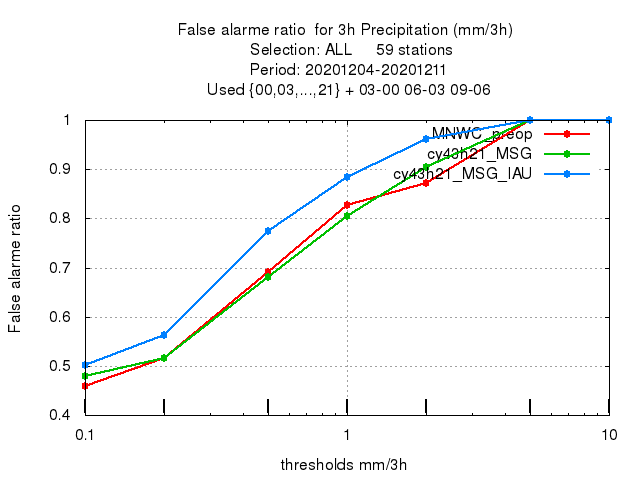 False alarme ratio  for 3h Precipitation (mm/3h)
Selection: ALL     59 stations
Period: 20201204-20201211
Used {00,03,...,21} + 03-00 06-03 09-06
MNWC_preop
cy43h21_MSG
cy43h21_MSG_IAU
1
0.9
0.8
0.7
0.6
0.5
0.4
False alarme ratio
0.1
1
10
thresholds mm/3h